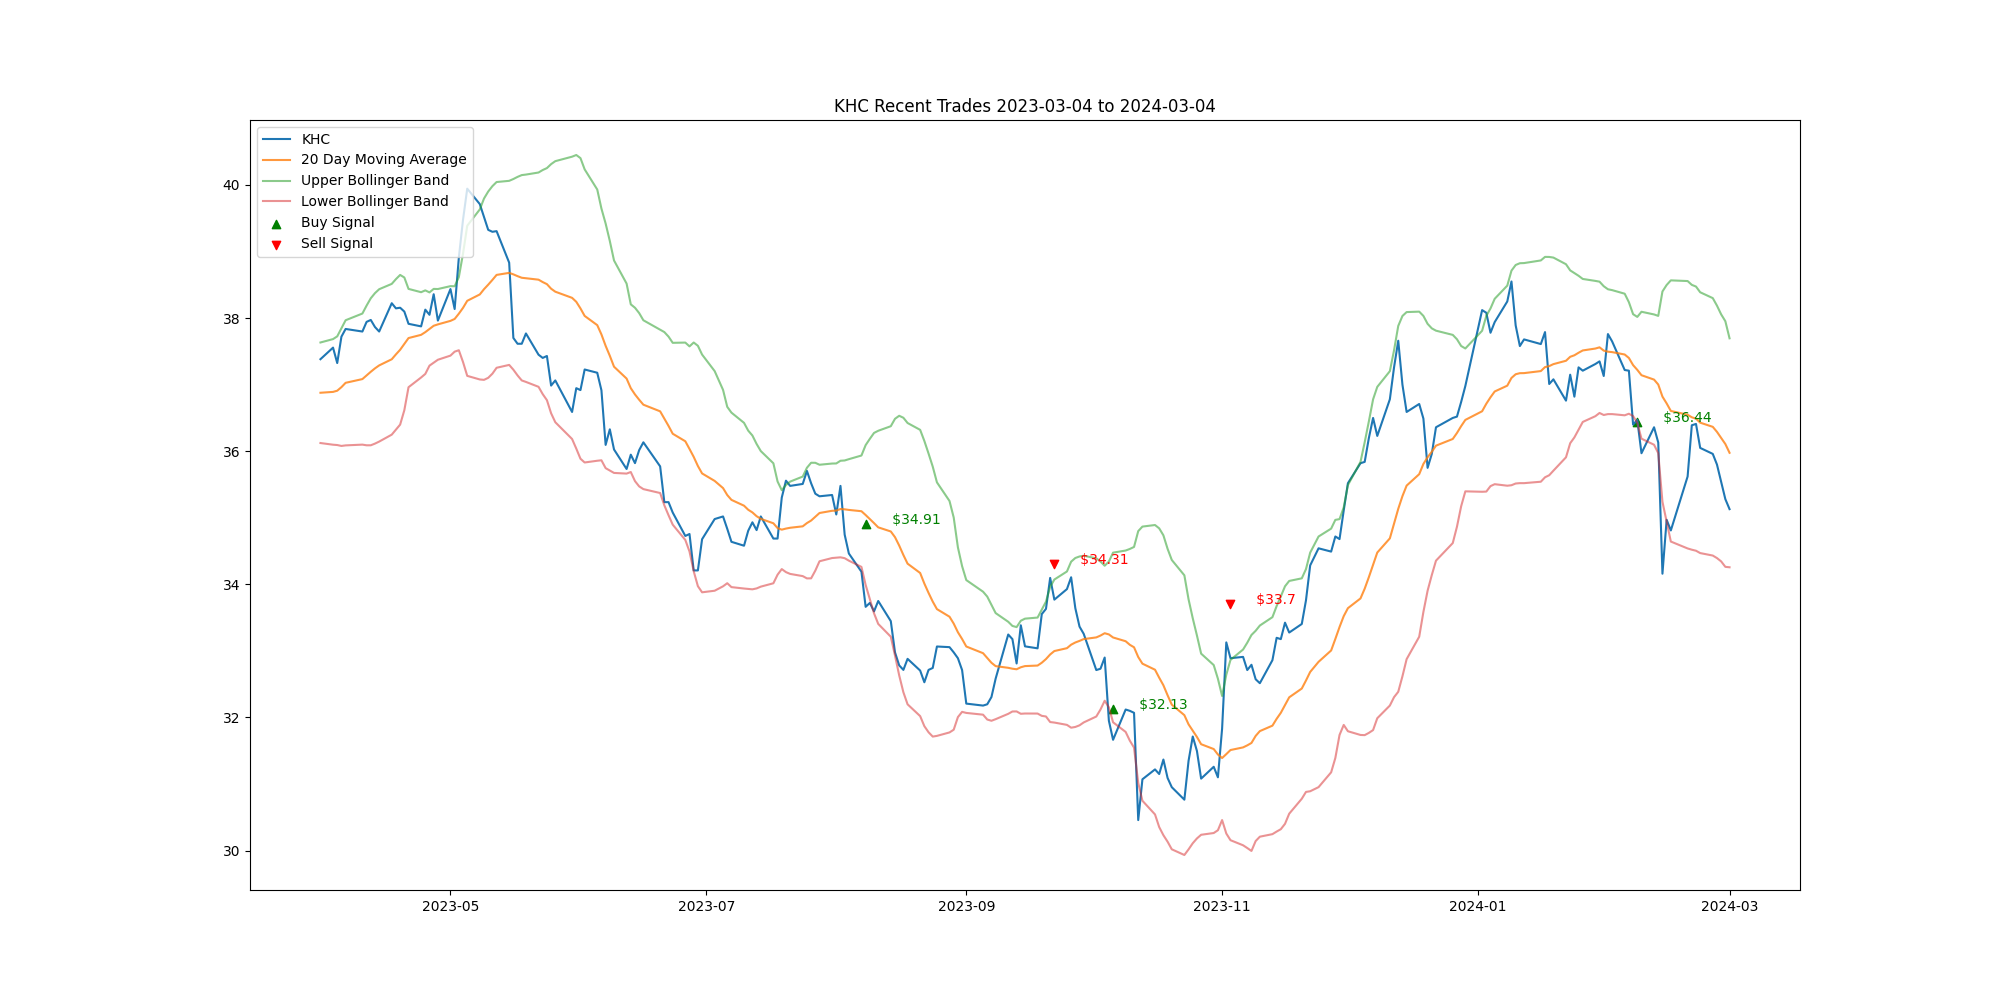 KHC Recent Trades 2023-03-04 to 2024-03-04
KHC
20 Day Moving Average
Upper Bollinger Band
Lower Bollinger Band
Buy Signal
Sell Signal
40
38
36
34
32
30
$34.91
$34.31
$32.13
$33.7
$36.44
2023-05
2023-07
2023-09
2023-11
2024-01
2024-03